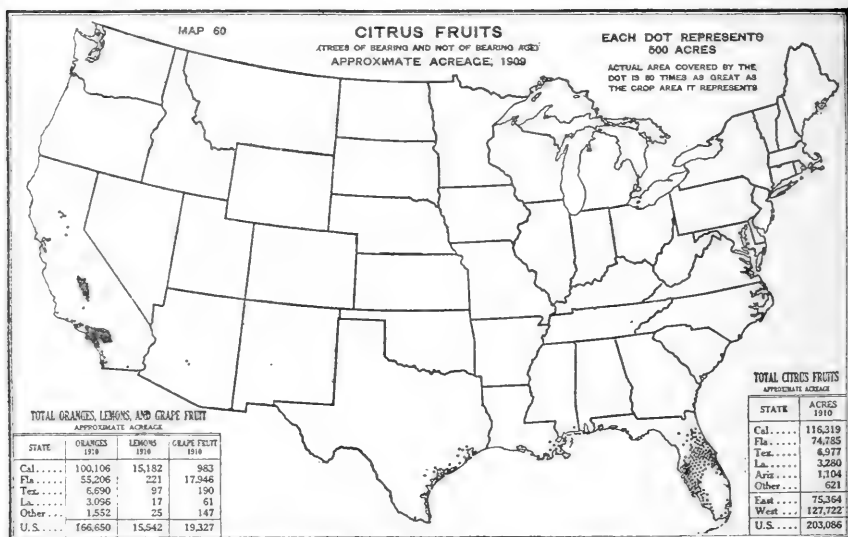 MAP 60
CITRUS FRUITS
(TREES OF BEARING AND NOT OF BEARING AGE)
APPROXIMATE ACREAGE, 1909
EACH DOT REPRESENTS
500 ACRES
ACTUAL AREA COVERED BY THE
DOT IS 80 TIMES AS GREAT AS
THE CROP AREA IT REPRESENTS
TOTAL ORANGES, LEMONS, AND GRAPE FRUIT
APPROXIMATE ACREAGE
STATE ORANGES 1910 LEMONS 1910 GRAPE FRUIT 1910
Cal..... 100,106 15,182 983
Fla..... 55,206 221 17,946
Tex..... 6,690 97 190
La..... 3,096 17 61
Other... 1,552 25 147
U.S..... 166,650 15,542 19,327
TOTAL CITRUS FRUITS
APPROXIMATE ACREAGE
STATE ACRES 1910
Cal..... 116,319
Fla..... 74,785
Tex..... 6,977
La..... 3,280
Ariz.... 1,104
Other... 621
East.... 75,364
West.... 127,722
U.S..... 203,086